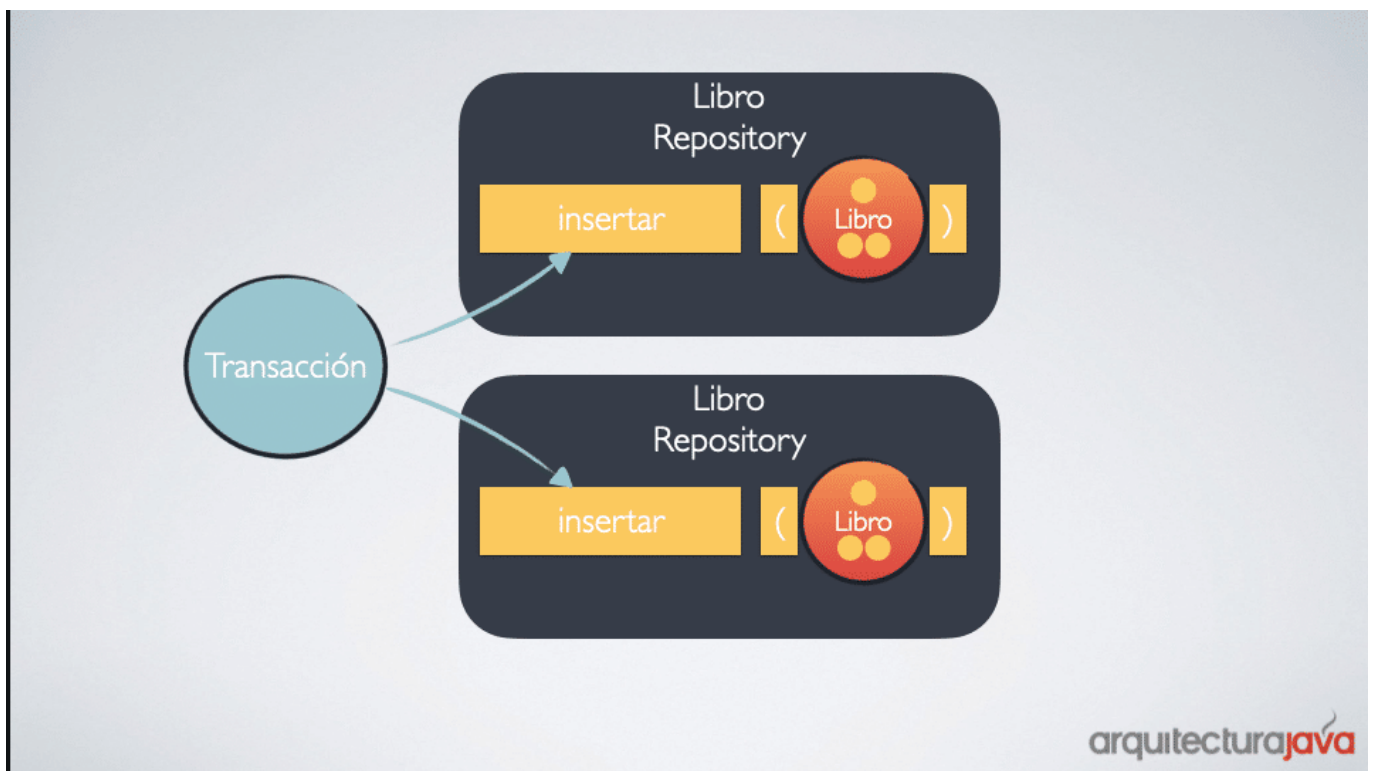 Libro
Repository
insertar ( Libro )
Transacción
Libro
Repository
insertar ( Libro )
arquitecturajava